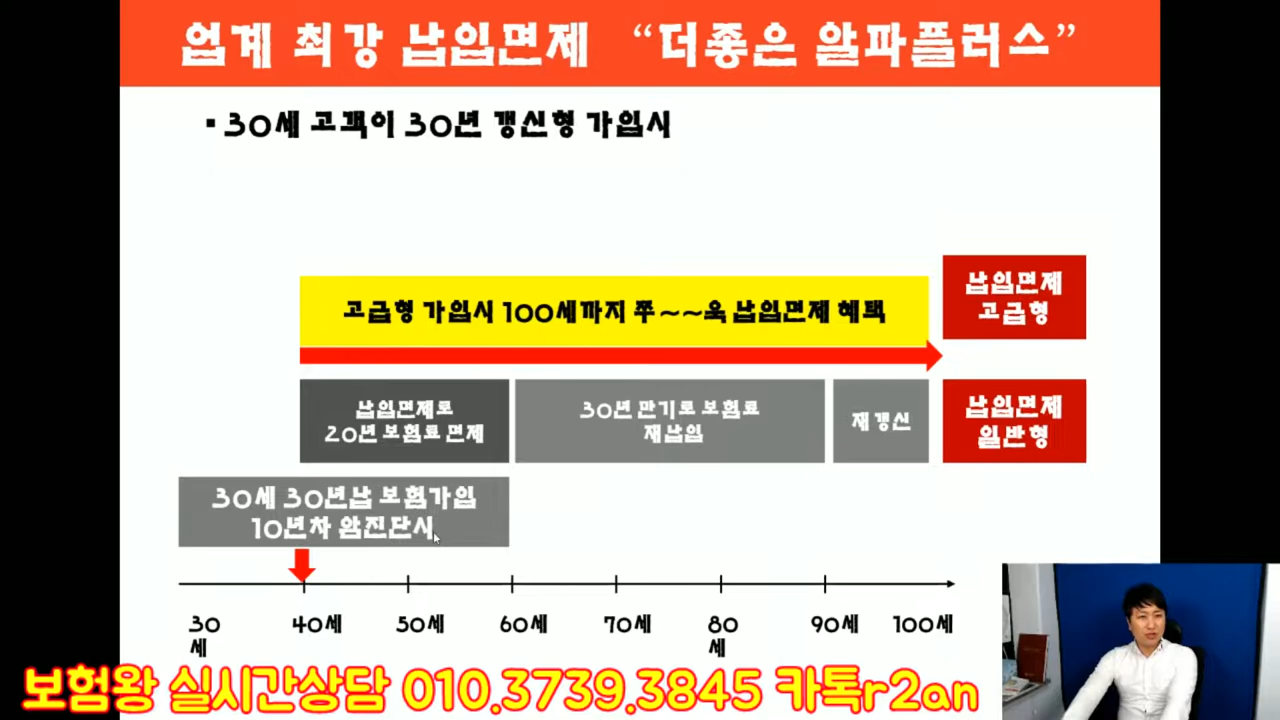 업계 최강 납입면제 “더좋은 알파플러스”
▪ 30세 고객이 30년 갱신형 가입시
고급형 가입시 100세까지 쭈~~욱 납입면제 혜택
납입면제
고급형
납입면제로
20년 보험료 면제
30년 만기로 보험료
재납입
재갱신
납입면제
일반형
30세 30년납 보험가입
10년차 암진단시
30
세
40세
50세
60세
70세
80
세
90세
100세
보험왕 실시간상담 010.3739.3845 카톡r2an